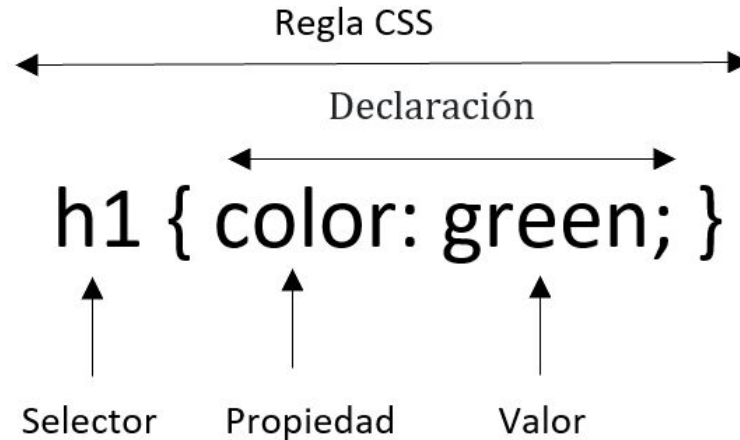 Regla CSS
Declaración
h1 { color: green; }
Selector Propiedad Valor